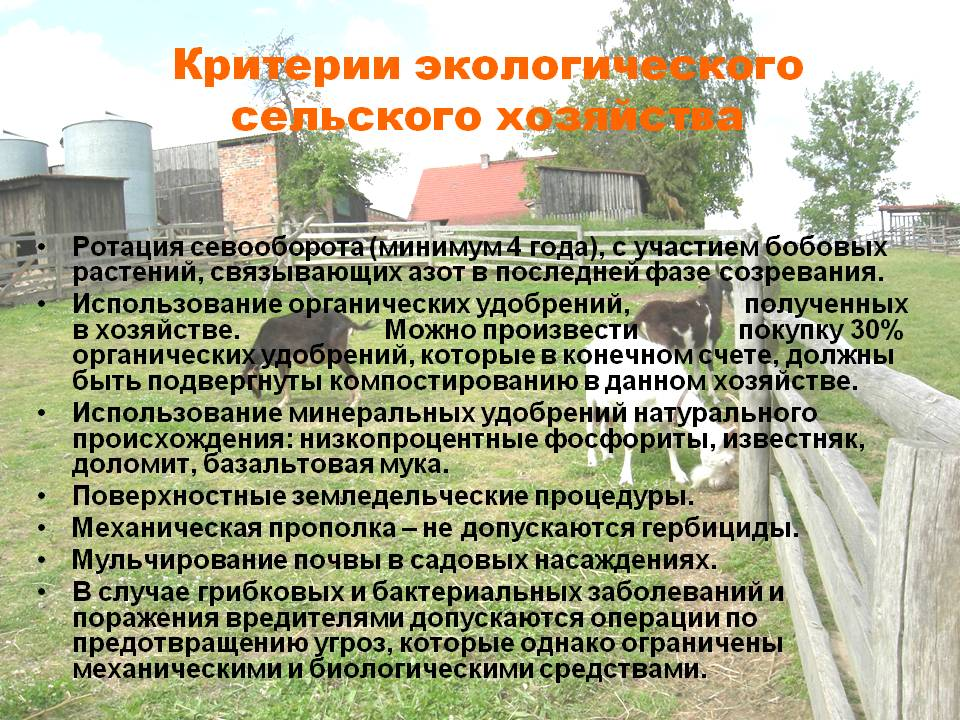 Критерии экологического
сельского хозяйства
• Ротация севооборота (минимум 4 года), с участием бобовых
растений, связывающих азот в последней фазе созревания.
• Использование органических удобрений, полученных
в хозяйстве. Можно произвести покупку 30%
органических удобрений, которые в конечном счете, должны
быть подвергнуты компостированию в данном хозяйстве.
• Использование минеральных удобрений натурального
происхождения: низкопроцентные фосфориты, известняк,
доломит, базальтовая мука.
• Поверхностные земледельческие процедуры.
• Механическая прополка – не допускаются гербициды.
• Мульчирование почвы в садовых насаждениях.
• В случае грибковых и бактериальных заболеваний и
поражения вредителями допускаются операции по
предотвращению угроз, которые однако ограничены
механическими и биологическими средствами.